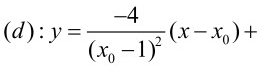 (d): y = \frac{-4}{(x_0 - 1)^2}(x - x_0) +